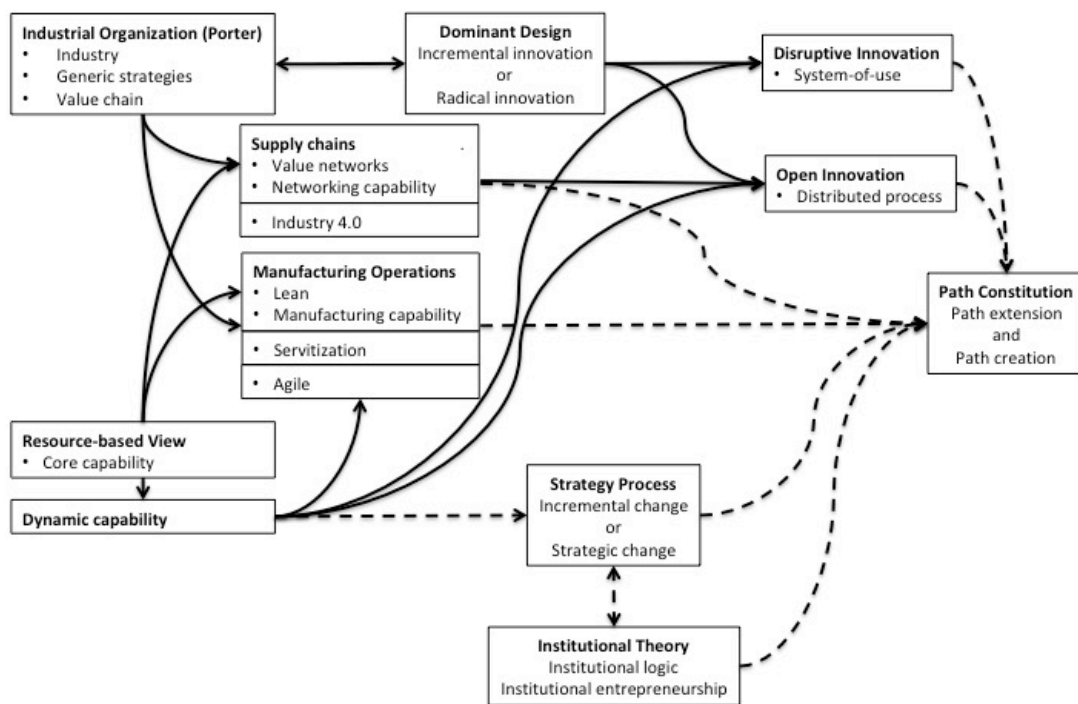 Industrial Organization (Porter)
• Industry
• Generic strategies
• Value chain
Dominant Design
Incremental innovation
or
Radical innovation
Disruptive Innovation
• System-of-use
Supply chains
• Value networks
• Networking capability
• Industry 4.0
Open Innovation
• Distributed process
Manufacturing Operations
• Lean
• Manufacturing capability
• Servitization
• Agile
Path Constitution
Path extension
and
Path creation
Resource-based View
• Core capability
Dynamic capability
Strategy Process
Incremental change
or
Strategic change
Institutional Theory
Institutional logic
Institutional entrepreneurship